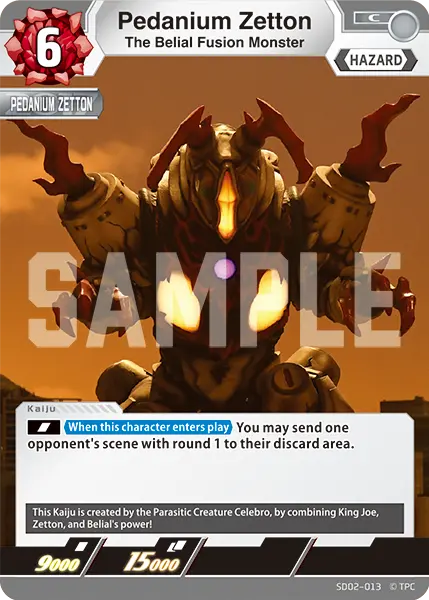 6
Pedanium Zetton
The Belial Fusion Monster
C
HAZARD
PEDANIUM ZETTON
SAMPLE
Kaiju
When this character enters play You may send one
opponent's scene with round 1 to their discard area.
This Kaiju is created by the Parasitic Creature Celebro, by combining King Joe,
Zetton, and Belial's power!
9000 15000
SD02-013 © TPC